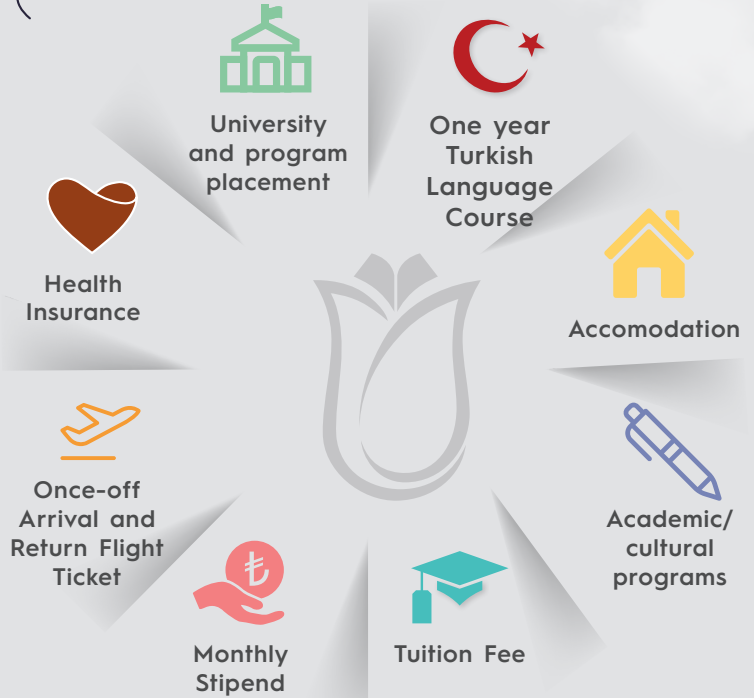 University
and program
placement
One year
Turkish
Language
Course
Health
Insurance
Accomodation
Once-off
Arrival and
Return Flight
Ticket
Academic/
cultural
programs
Monthly
Stipend
Tuition Fee